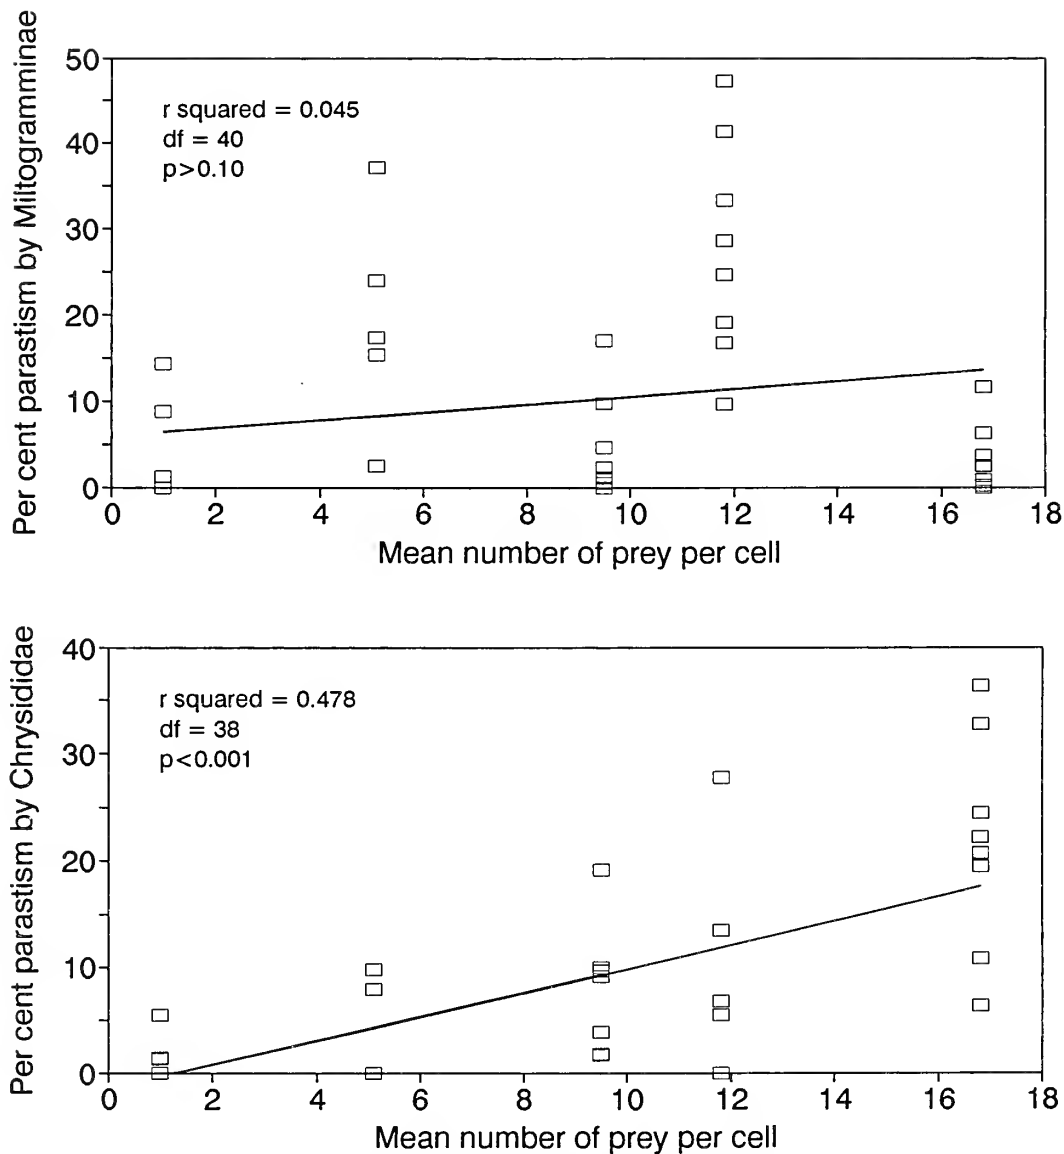 Per cent parastism by Miltogramminae
50
40
30
20
10
0
r squared = 0.045
df = 40
p>0.10
0 2 4 6 8 10 12 14 16 18
Mean number of prey per cell
Per cent parastism by Chrysididae
40
30
20
10
0
r squared = 0.478
df = 38
p<0.001
0 2 4 6 8 10 12 14 16 18
Mean number of prey per cell